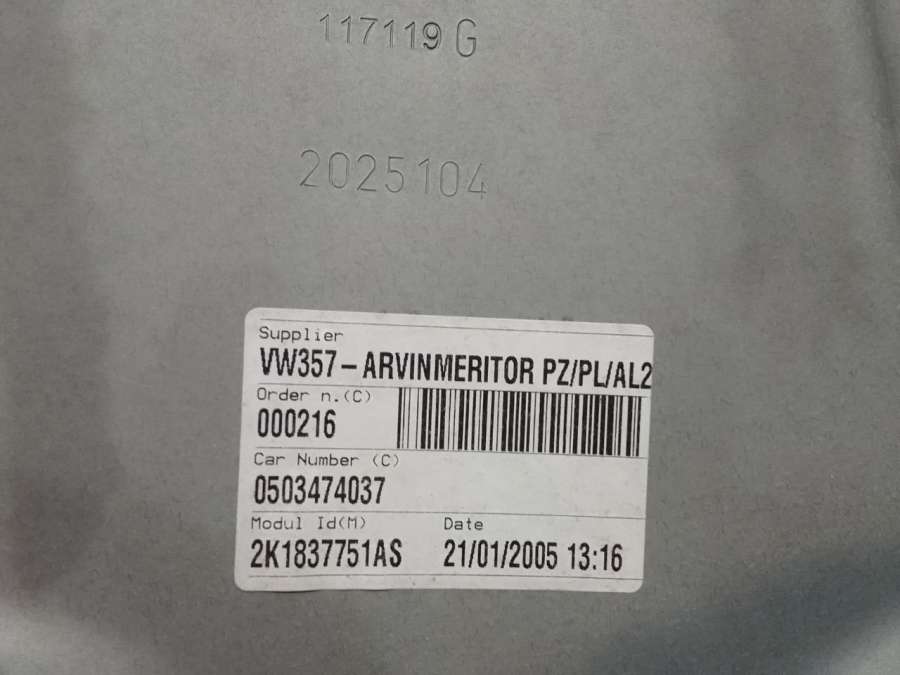 117119 G
2025104
Supplier
VW357-ARVINMERITOR PZ/PL/AL2
Order n.(C)
000216
Car Number (C)
0503474037
Modul Id(M) Date
2K1837751AS 21/01/2005 13:16